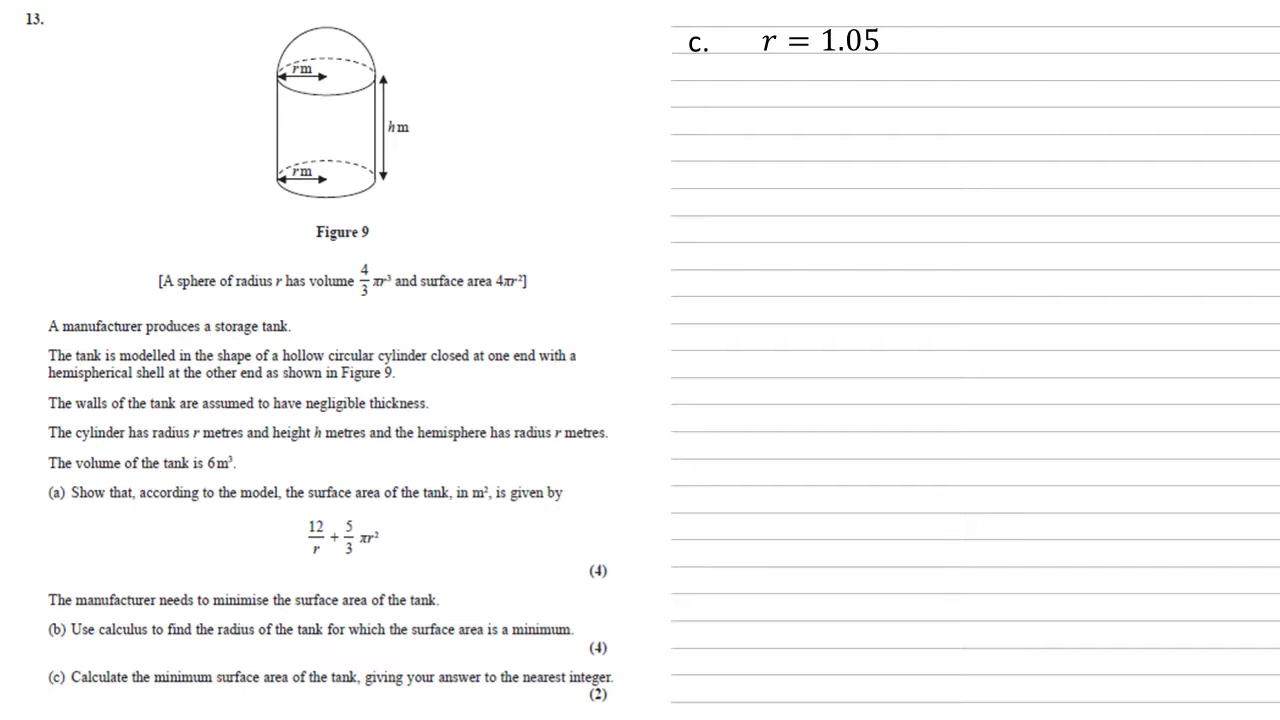 13.
r m
h m
r m
Figure 9
[A sphere of radius r has volume 4/3 πr³ and surface area 4πr²]
A manufacturer produces a storage tank.
The tank is modelled in the shape of a hollow circular cylinder closed at one end with a
hemispherical shell at the other end as shown in Figure 9.
The walls of the tank are assumed to have negligible thickness.
The cylinder has radius r metres and height h metres and the hemisphere has radius r metres.
The volume of the tank is 6 m³.
(a) Show that, according to the model, the surface area of the tank, in m², is given by
12/r + 5/3 πr²
(4)
The manufacturer needs to minimise the surface area of the tank.
(b) Use calculus to find the radius of the tank for which the surface area is a minimum.
(4)
(c) Calculate the minimum surface area of the tank, giving your answer to the nearest integer.
(2)
c. r = 1.05